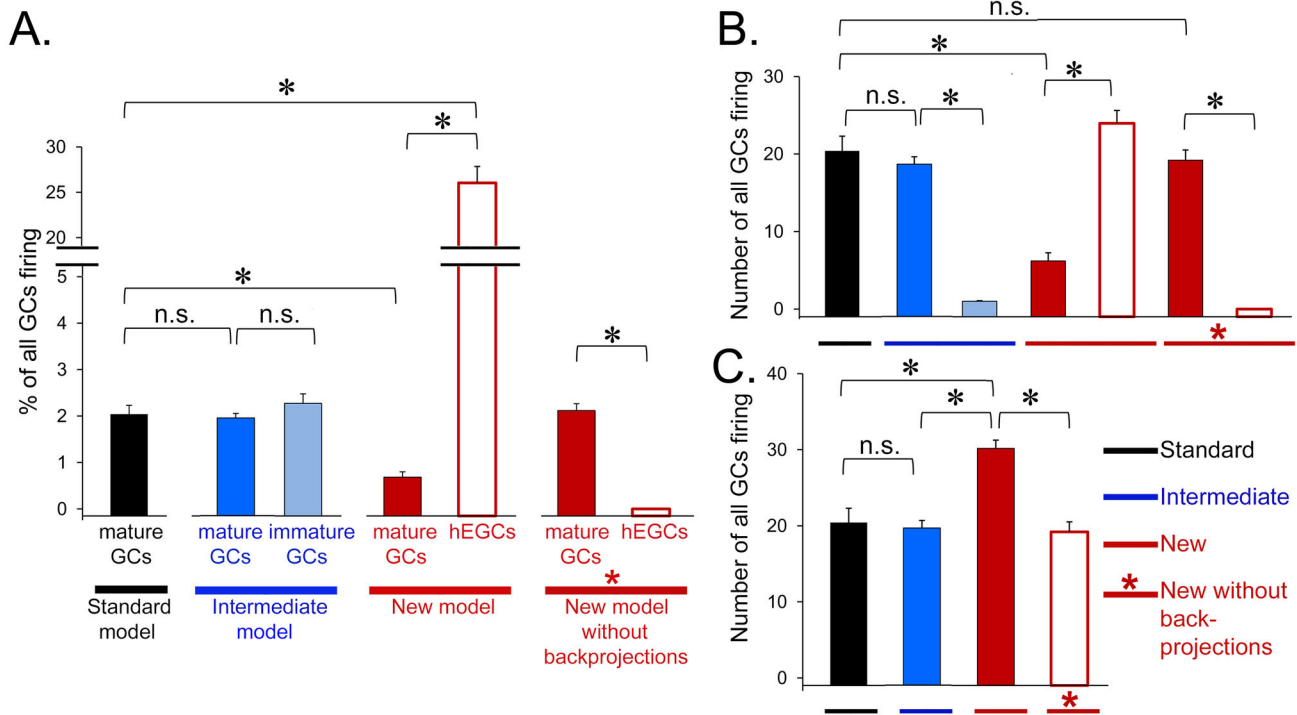 A.
% of all GCs firing
30
25
20
5
4
3
2
1
0
*
*
*
n.s.
n.s.
*
mature GCs
mature GCs
immature GCs
mature GCs
hEGCs
mature GCs
hEGCs
*
Standard model
Intermediate model
New model
New model without backprojections
B.
Number of all GCs firing
30
20
10
0
n.s.
*
*
n.s.
*
*
*
C.
Number of all GCs firing
40
30
20
10
0
*
*
*
n.s.
*
Standard
Intermediate
New
*
New without
back-
projections